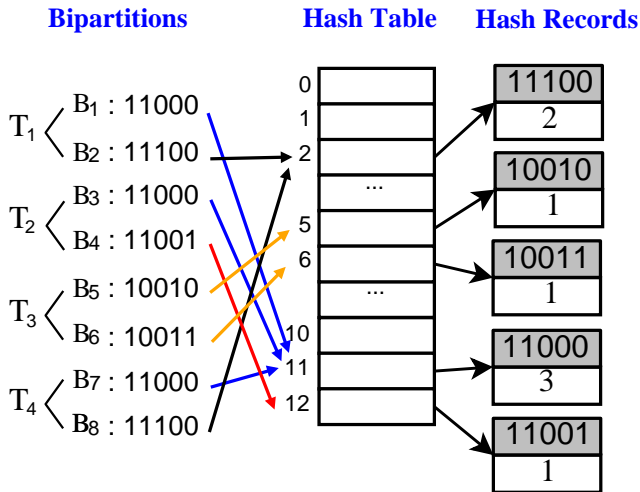 Bipartitions Hash Table Hash Records
T1
B1 : 11000
B2 : 11100
T2
B3 : 11000
B4 : 11001
T3
B5 : 10010
B6 : 10011
T4
B7 : 11000
B8 : 11100
0
1
2
...
5
6
...
10
11
12
11100
2
10010
1
10011
1
11000
3
11001
1